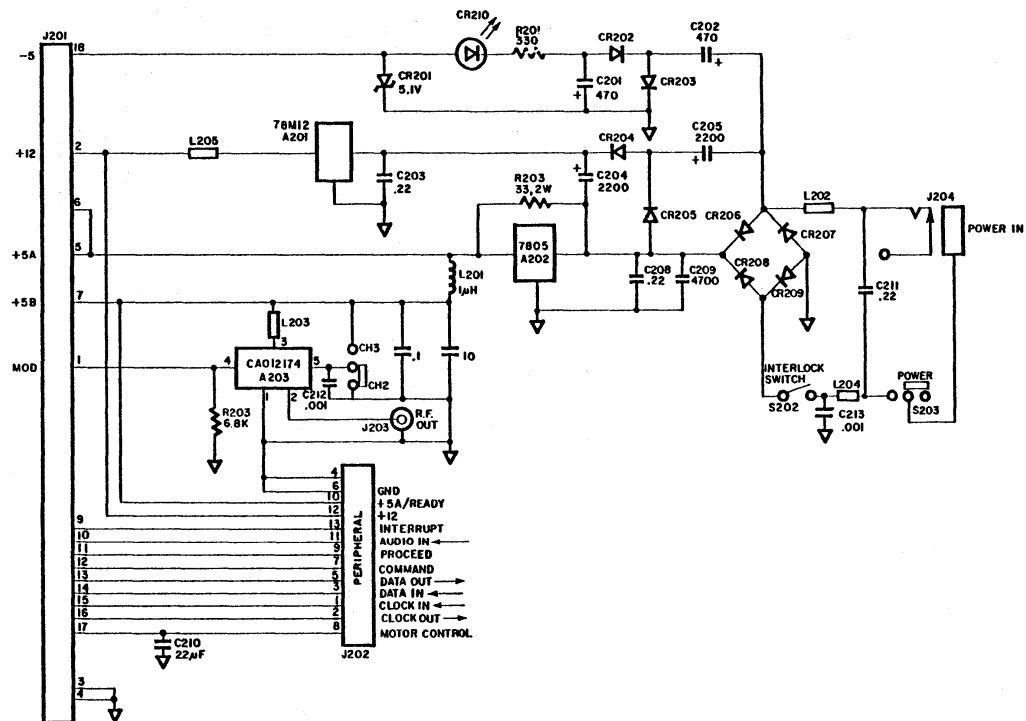 J201
18
-5
CR210
R201
330
CR202
C202
470
+
CR201
5.1V
+
C201
470
CR203
78M12
A201
L205
2
+12
C203
.22
+
C204
2200
CR204
C205
2200
+
R203
33,2W
CR205
6
5
+5A
7805
A202
L201
1µH
C208
.22
C209
4700
CR206
CR207
CR208
CR209
L202
J204
POWER IN
C211
.22
7
+5B
L203
3
CH3
CH2
.1
10
1
MOD
4
CA012174
A203
5
C212
.001
1
2
R203
6.8K
J203
R.F.
OUT
INTERLOCK
SWITCH
S202
L204
C213
.001
POWER
S203
4
6
GND
10
+5A/READY
12
+12
9
13
INTERRUPT
10
11
AUDIO IN
11
9
PROCEED
12
7
COMMAND
13
5
DATA OUT
14
3
DATA IN
15
1
CLOCK IN
16
2
CLOCK OUT
17
8
MOTOR CONTROL
PERIPHERAL
J202
C210
22µF
3
4